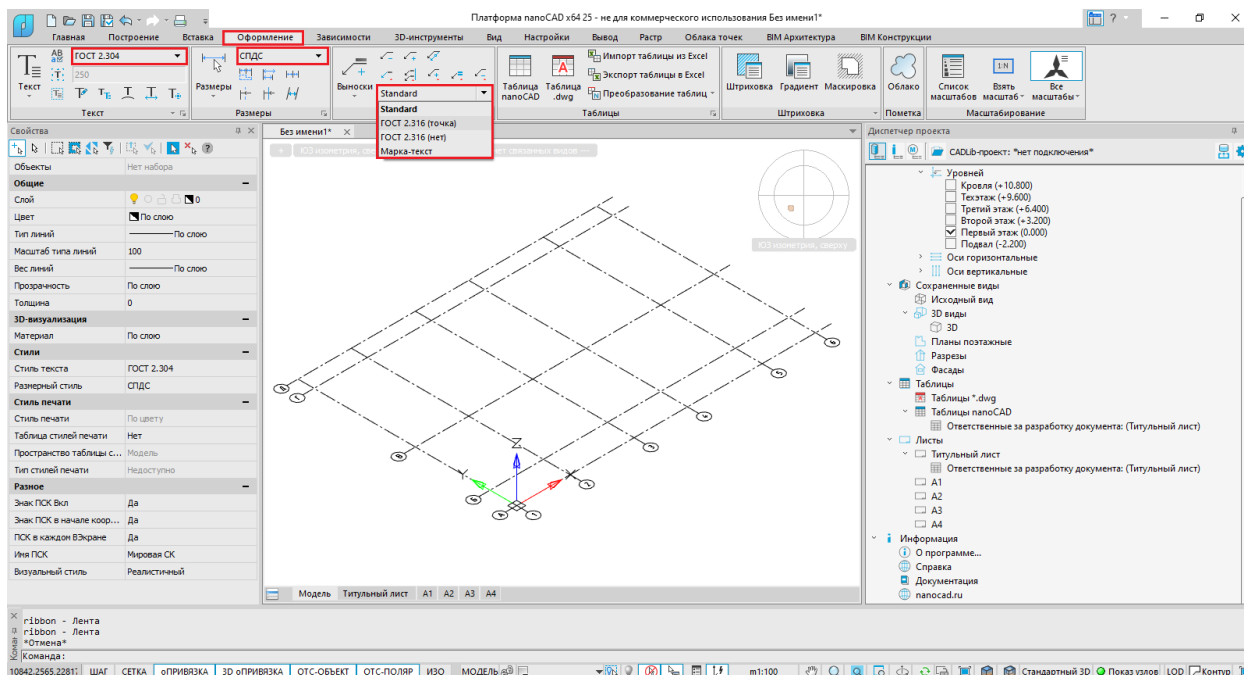 Платформа nanoCAD x64 25 - не для коммерческого использования Без имени1*
Главная Построение Вставка Оформление Зависимости 3D-инструменты Вид Настройки Вывод Растр Облака точек BIM Архитектура BIM Конструкции
ГОСТ 2.304
250
Текст
Текст
СПДС
Размеры
Размеры
Выноски
Standard
Standard
ГОСТ 2.316 (точка)
ГОСТ 2.316 (нет)
Марка-текст
Таблица nanoCAD
Таблица .dwg
Импорт таблицы из Excel
Экспорт таблицы в Excel
Преобразование таблиц
Таблицы
Штриховка Градиент Маскировка
Штриховка
Облако
Пометка
Список масштабов
Взять масштаб
Все масштабы
Масштабирование
Свойства
Объекты Нет набора
Общие
Слой 0
Цвет По слою
Тип линий По слою
Масштаб типа линий 100
Вес линий По слою
Прозрачность По слою
Толщина 0
3D-визуализация
Материал По слою
Стили
Стиль текста ГОСТ 2.304
Размерный стиль СПДС
Стиль печати
Стиль печати По цвету
Таблица стилей печати Нет
Пространство таблицы с... Модель
Тип стилей печати Недоступно
Разное
Знак ПСК Вкл Да
Знак ПСК в начале коор... Да
ПСК в каждом ВЭкране Да
Имя ПСК Мировая СК
Визуальный стиль Реалистичный
Без имени1*
ЮЗ изометрия, сверху
Z
Y
X
Модель Титульный лист A1 A2 A3 A4
Диспетчер проекта
CADLib-проект: *нет подключения*
Уровней
Кровля (+10.800)
Техэтаж (+9.600)
Третий этаж (+6.400)
Второй этаж (+3.200)
Первый этаж (0.000)
Подвал (-2.200)
Оси горизонтальные
Оси вертикальные
Сохраненные виды
Исходный вид
3D виды
3D
Планы поэтажные
Разрезы
Фасады
Таблицы
Таблицы *.dwg
Таблицы nanoCAD
Ответственные за разработку документа: (Титульный лист)
Листы
Титульный лист
Ответственные за разработку документа: (Титульный лист)
A1
A2
A3
A4
Информация
О программе...
Справка
Документация
nanocad.ru
ribbon - Лента
ribbon - Лента
*Отмена*
Команда:
ШАГ СЕТКА оПРИВЯЗКА 3D оПРИВЯЗКА ОТС-ОБЪЕКТ ОТС-ПОЛЯР ИЗО МОДЕЛЬ m1:100 Стандартный 3D Показ узлов LOD Контур